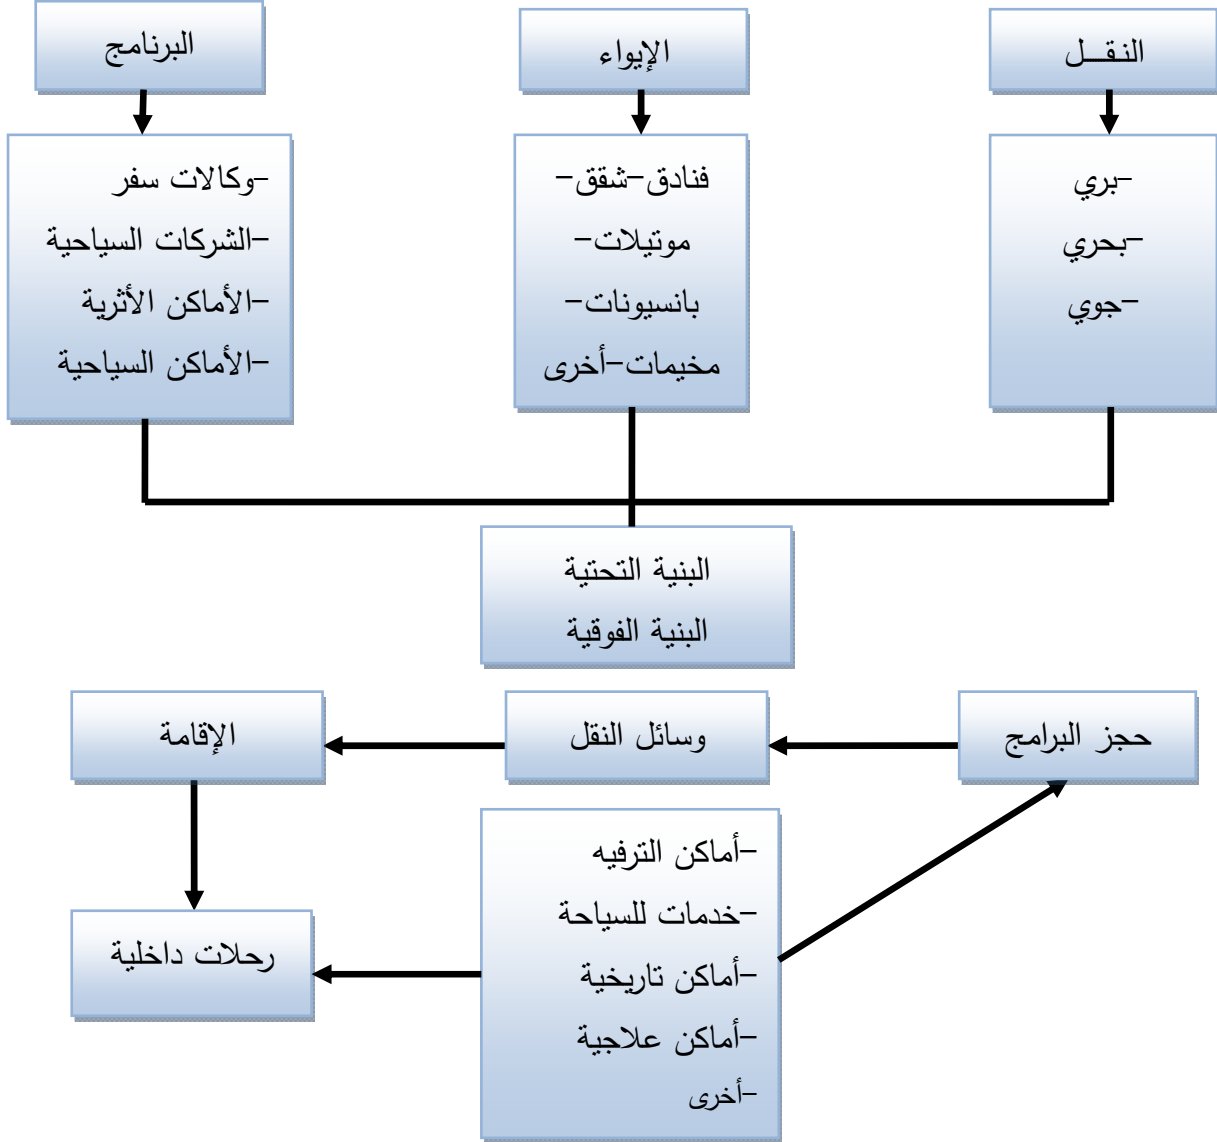 النقــل
الإيواء
البرنامج
-بري
-بحري
-جوي
فنادق-شقق-
موتيلات-
بانسيونات-
مخيمات-أخرى
-وكالات سفر
-الشركات السياحية
-الأماكن الأثرية
-الأماكن السياحية
البنية التحتية
البنية الفوقية
حجز البرامج
وسائل النقل
الإقامة
-أماكن الترفيه
-خدمات للسياحة
-أماكن تاريخية
-أماكن علاجية
-أخرى
رحلات داخلية